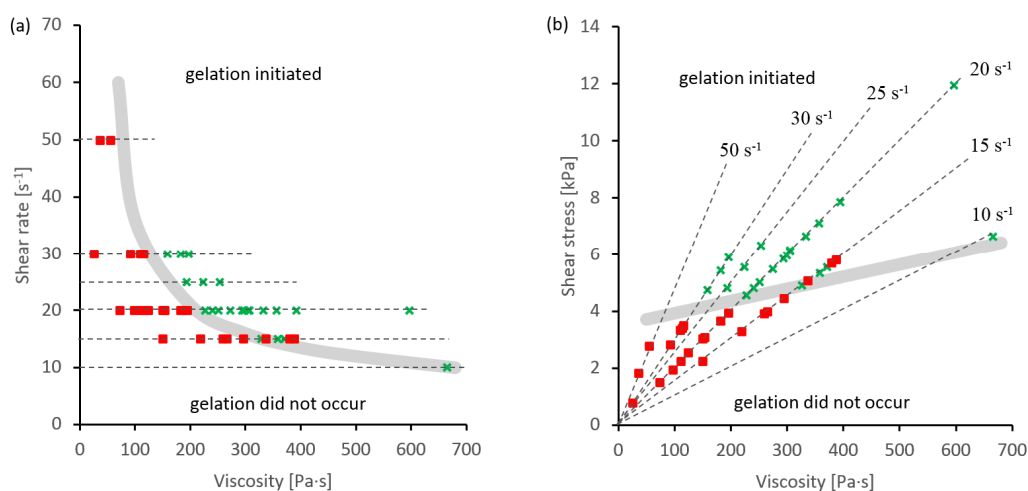 (a)
70
60
50
40
30
20
10
0
Shear rate [s-1]
gelation initiated
gelation did not occur
0 100 200 300 400 500 600 700
Viscosity [Pa·s]
(b)
14
12
10
8
6
4
2
0
Shear stress [kPa]
gelation initiated
20 s-1
25 s-1
30 s-1
50 s-1
15 s-1
10 s-1
gelation did not occur
0 100 200 300 400 500 600 700
Viscosity [Pa·s]